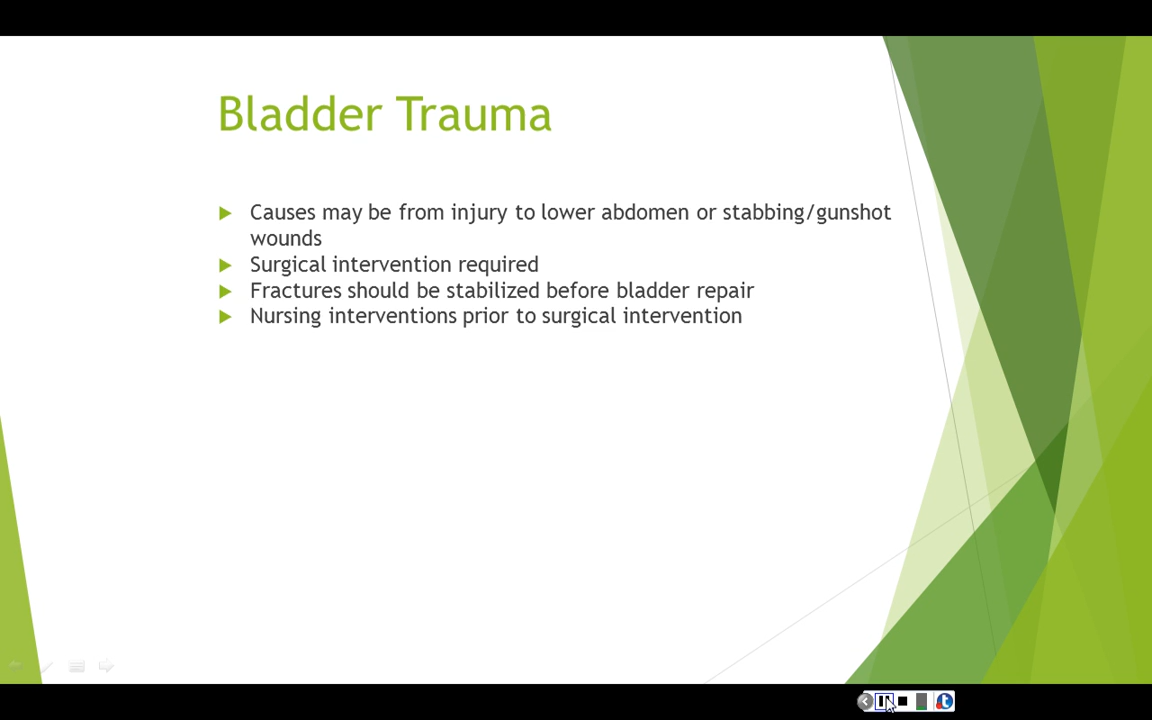 Bladder Trauma
Causes may be from injury to lower abdomen or stabbing/gunshot
wounds
Surgical intervention required
Fractures should be stabilized before bladder repair
Nursing interventions prior to surgical intervention